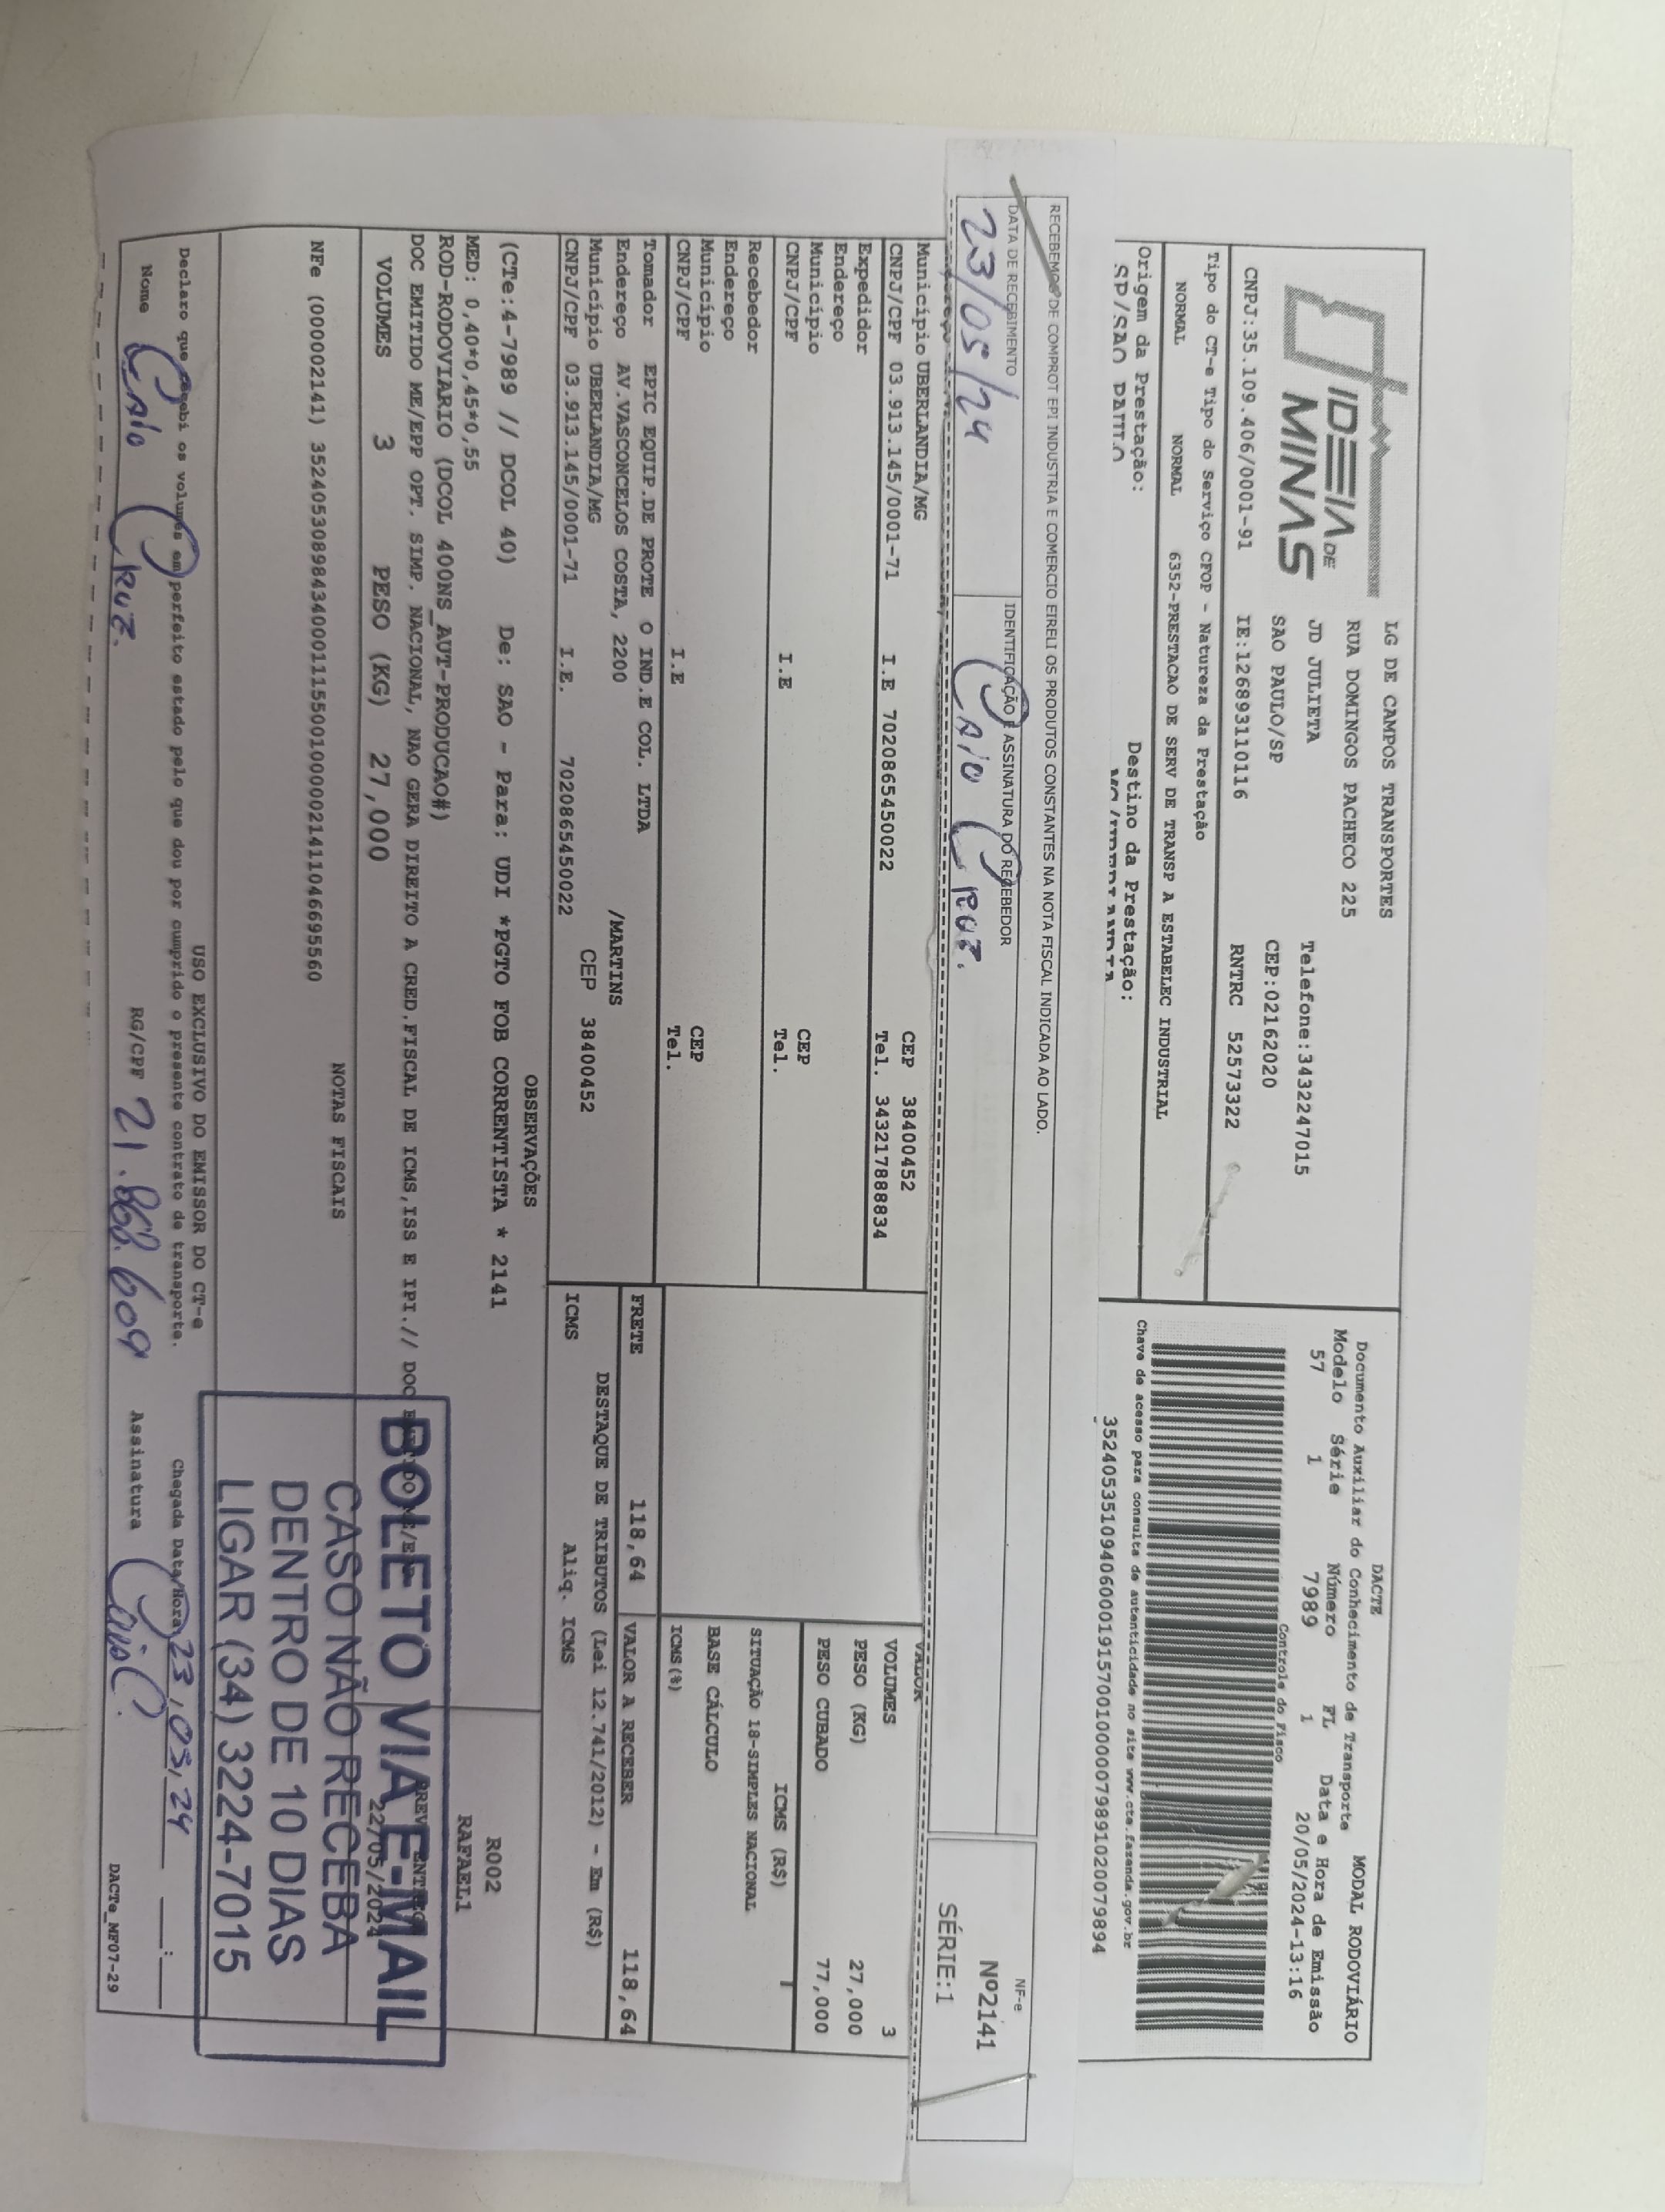 IDEIA DE
MINAS
LG DE CAMPOS TRANSPORTES
RUA DOMINGOS PACHECO 225
JD JULIETA
SAO PAULO/SP
Telefone:3432247015
CEP:02162020
CNPJ:35.109.406/0001-91 IE:126893110116 RNTRC 52573322
Tipo do CT-e Tipo do Serviço CFOP - Natureza da Prestação
NORMAL NORMAL 6352-PRESTACAO DE SERV DE TRANSP A ESTABELEC INDUSTRIAL
Origem da Prestação: Destino da Prestação:
SP/SAO PAULO
DACTE MODAL RODOVIÁRIO
Documento Auxiliar do Conhecimento de Transporte
Modelo Série Número FL Data e Hora de Emissão
57 1 7989 1 20/05/2024-13:16
Controle do Fisco
Chave de acesso para consulta de autenticidade no site www.cte.fazenda.gov.br
35240535109406000191570010000079891020079894
RECEBEMOS DE COMPROT EPI INDUSTRIA E COMERCIO EIRELI OS PRODUTOS CONSTANTES NA NOTA FISCAL INDICADA AO LADO.
DATA DE RECEBIMENTO IDENTIFICAÇÃO E ASSINATURA DO RECEBEDOR
23/05/24 Caio Cruz.
NF-e
Nº2141
SÉRIE:1
Município UBERLANDIA/MG CEP 38400452
CNPJ/CPF 03.913.145/0001-71 I.E 7020865450022 Tel. 34321788834
Expedidor
Endereço
Município CEP
CNPJ/CPF I.E Tel.
Recebedor
Endereço
Município CEP
CNPJ/CPF I.E Tel.
VALOR
VOLUMES 3
PESO (KG) 27,000
PESO CUBADO 77,000
ICMS (R$)
SITUAÇÃO 18-SIMPLES NACIONAL
BASE CÁLCULO
ICMS(%)
Tomador EPIC EQUIP.DE PROTE O IND.E COL. LTDA
Endereço AV.VASCONCELOS COSTA, 2200 /MARTINS
Município UBERLANDIA/MG CEP 38400452
CNPJ/CPF 03.913.145/0001-71 I.E. 7020865450022
FRETE 118,64 VALOR A RECEBER 118,64
DESTAQUE DE TRIBUTOS (Lei 12.741/2012) - Em (R$)
ICMS Aliq. ICMS
OBSERVAÇÕES
(CTe:4-7989 // DCOL 40) De: SAO - Para: UDI *PGTO FOB CORRENTISTA * 2141
MED: 0,40*0,45*0,55
ROD-RODOVIARIO (DCOL 400NS_AUT-PRODUCAO#)
DOC EMITIDO ME/EPP OPT. SIMP. NACIONAL, NAO GERA DIREITO A CRED.FISCAL DE ICMS,ISS E IPI.// DOC
R002
RAFAEL1
VOLUMES 3 PESO (KG) 27,000
22/05/2024
NOTAS FISCAIS
NFe (000002141) 35240530898434000111550010000021411046695560
BOLETO VIA E-MAIL
CASO NÃO RECEBA
DENTRO DE 10 DIAS
LIGAR (34) 3224-7015
USO EXCLUSIVO DO EMISSOR DO CT-e
Declaro que recebi os volumes em perfeito estado pelo que dou por cumprido o presente contrato de transporte. Chegada Data/Hora 23,05,24 __:__
Nome Caio Cruz. RG/CPF 21.868.609 Assinatura Caio C.
DACTe_MF07-29